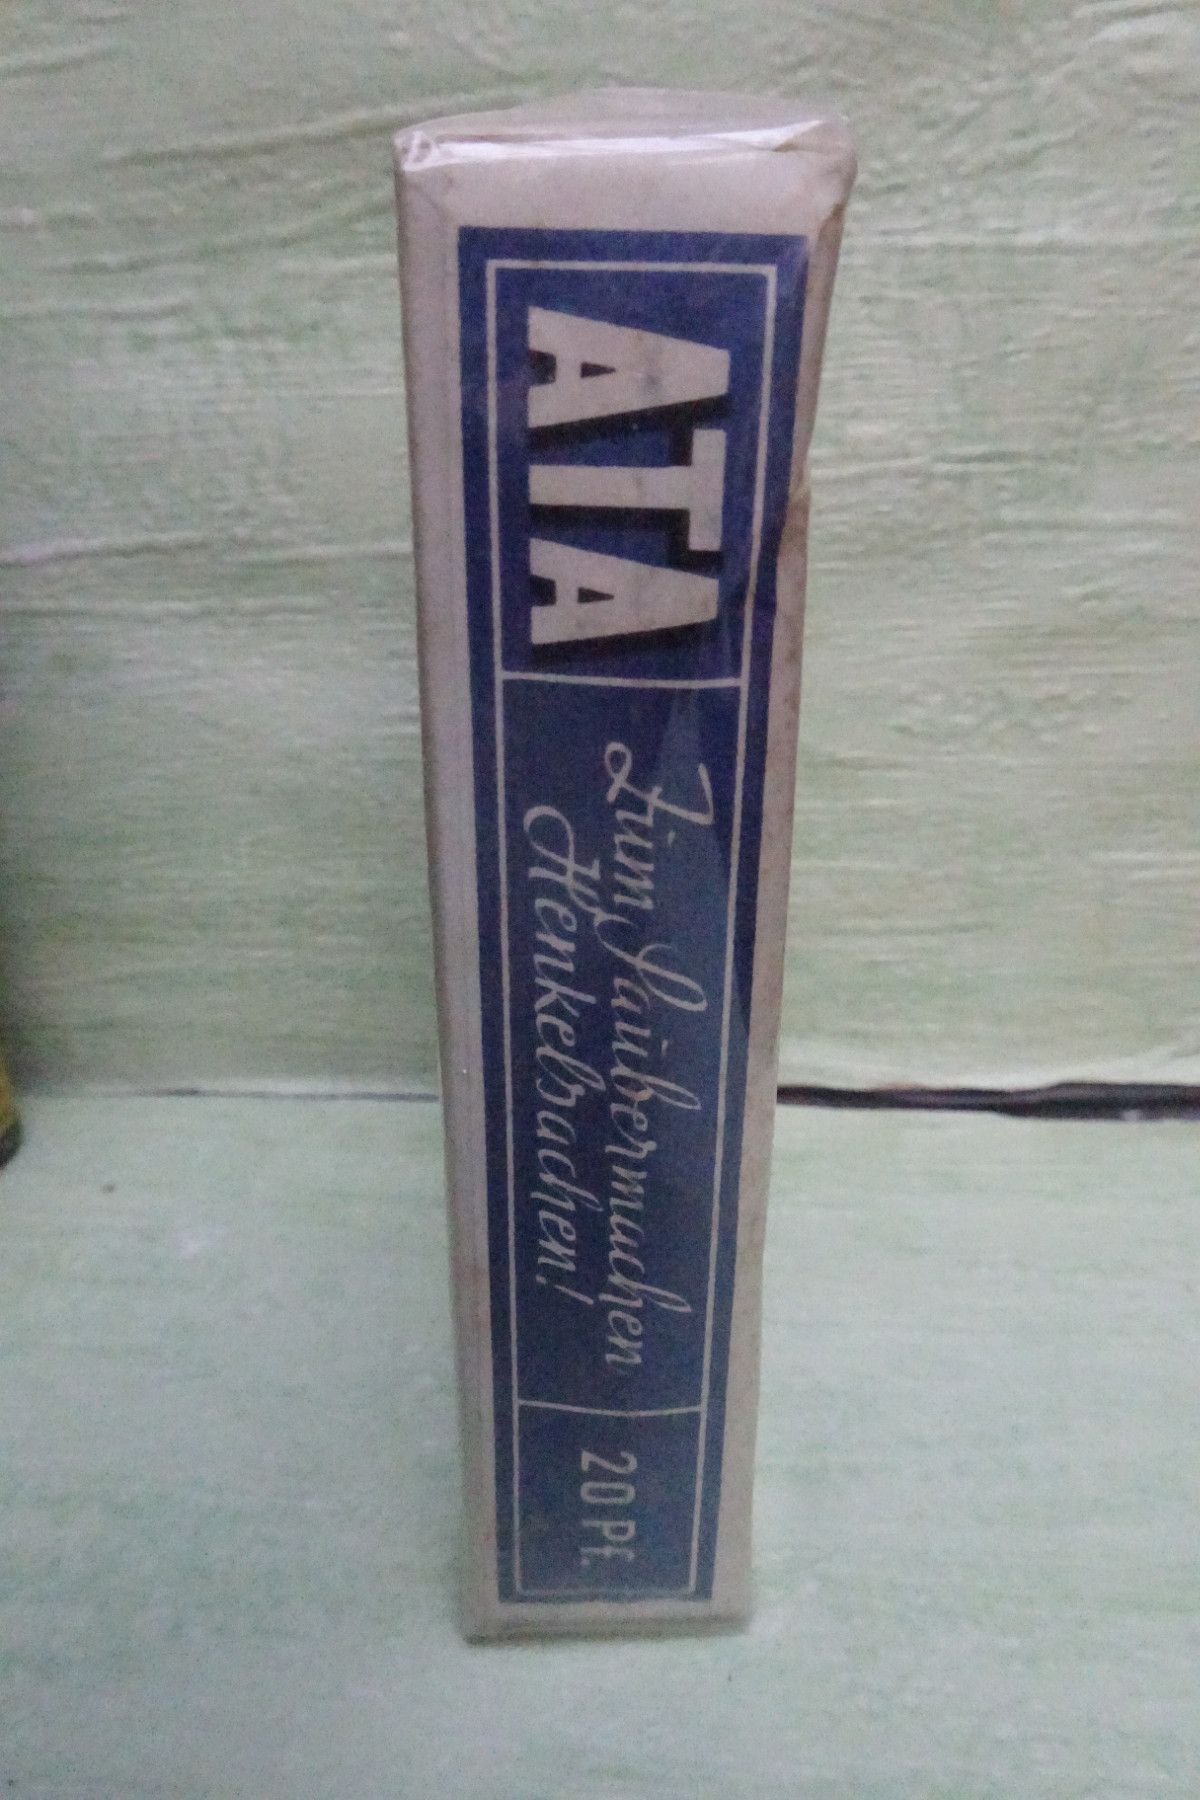 ATA
Zum Saubermachen
Henkelsachen!
20 Pf.